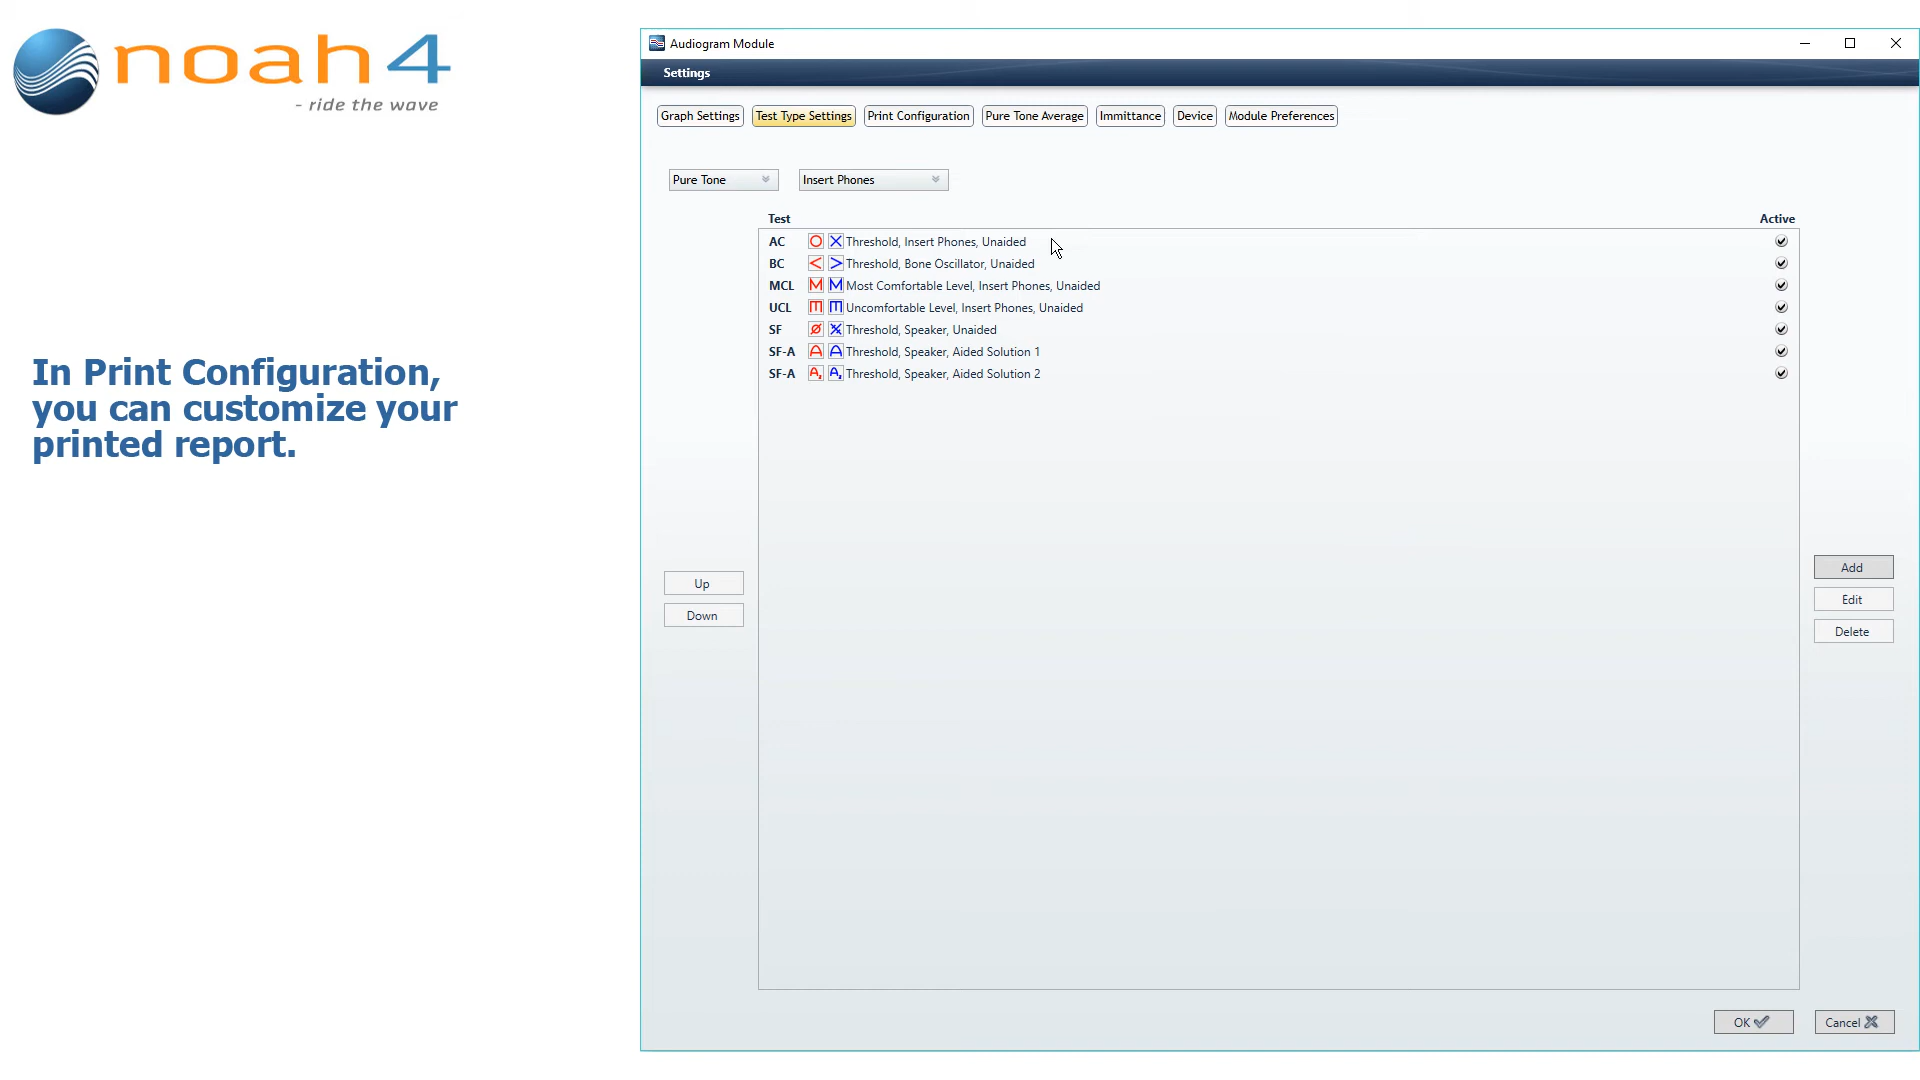 noah 4
- ride the wave
In Print Configuration,
you can customize your
printed report.
Audiogram Module
Settings
Graph Settings
Test Type Settings
Print Configuration
Pure Tone Average
Immittance
Device
Module Preferences
Pure Tone
Insert Phones
Test
Active
AC Threshold, Insert Phones, Unaided
BC Threshold, Bone Oscillator, Unaided
MCL M M Most Comfortable Level, Insert Phones, Unaided
UCL Uncomfortable Level, Insert Phones, Unaided
SF Threshold, Speaker, Unaided
SF-A A A Threshold, Speaker, Aided Solution 1
SF-A A2 A2 Threshold, Speaker, Aided Solution 2
Up
Down
Add
Edit
Delete
OK
Cancel